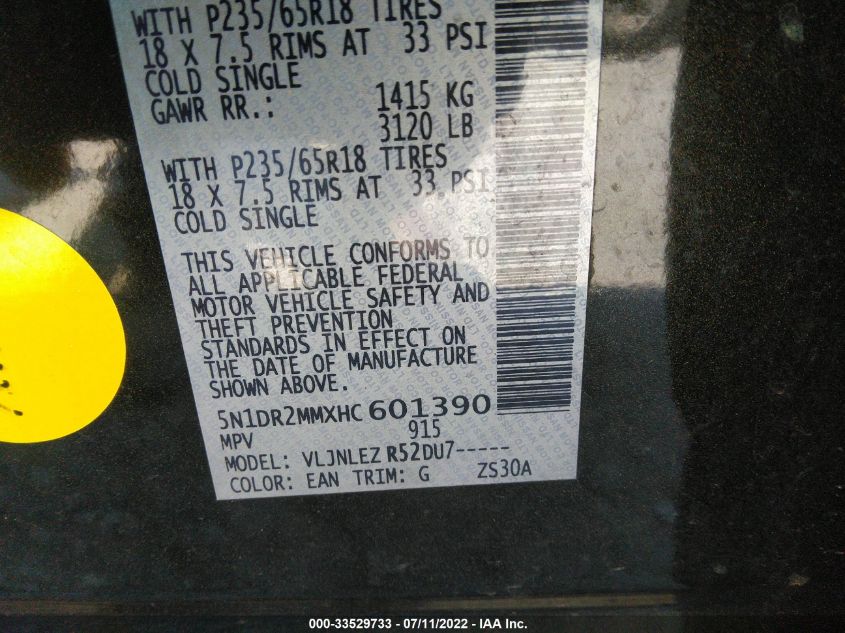 WITH P235/65R18 TIRES
18 X 7.5 RIMS AT 33 PSI
COLD SINGLE
GAWR RR.: 1415 KG
3120 LB
WITH P235/65R18 TIRES
18 X 7.5 RIMS AT 33 PSI
COLD SINGLE
THIS VEHICLE CONFORMS TO
ALL APPLICABLE FEDERAL
MOTOR VEHICLE SAFETY AND
THEFT PREVENTION
STANDARDS IN EFFECT ON
THE DATE OF MANUFACTURE
SHOWN ABOVE.
5N1DR2MMXHC 601390
MPV 915
MODEL: VLJNLEZ R52DU7-----
COLOR: EAN TRIM: G ZS30A
000-33529733 - 07/11/2022 - IAA Inc.